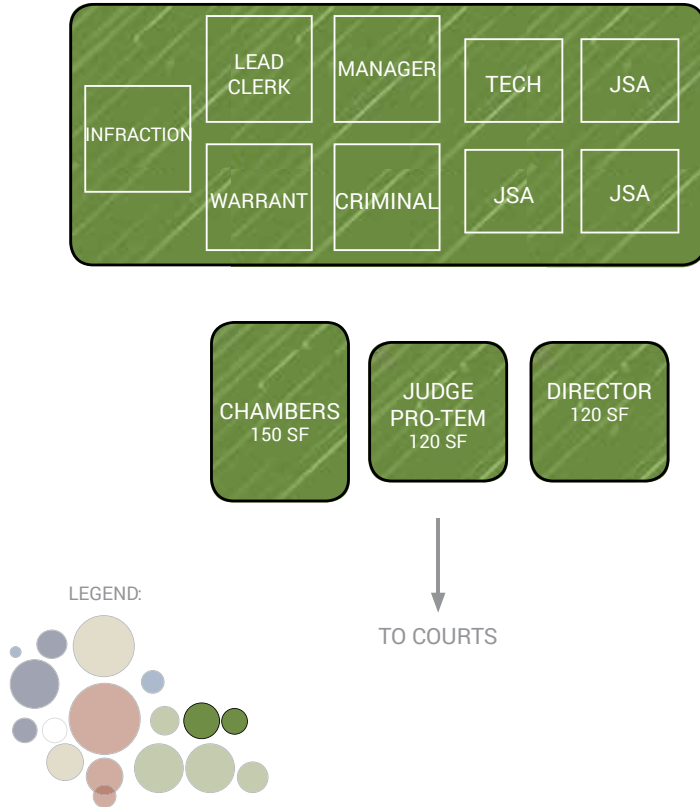 LEAD
CLERK
MANAGER
TECH
JSA
INFRACTION
WARRANT
CRIMINAL
JSA
JSA
CHAMBERS
150 SF
JUDGE
PRO-TEM
120 SF
DIRECTOR
120 SF
LEGEND:
TO COURTS